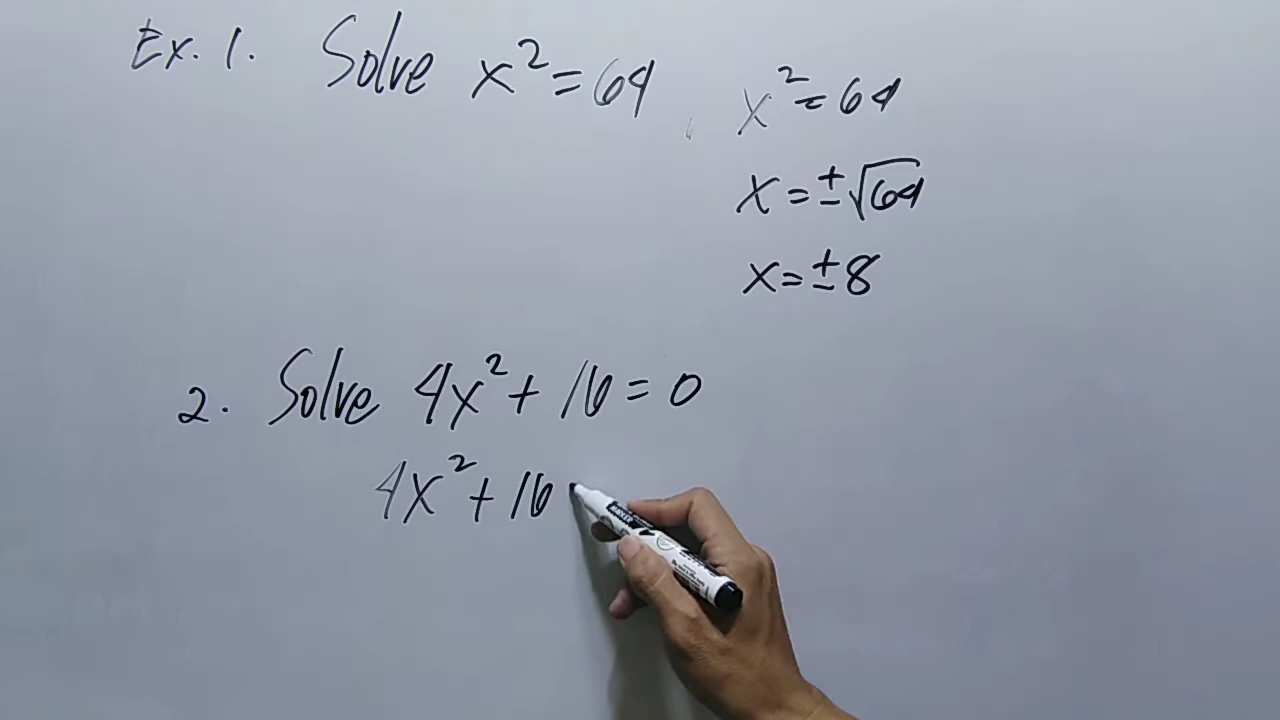 Ex. 1. Solve x² = 64
x² = 64
x = ±√64
x = ±8
2. Solve 4x² + 16 = 0
4x² + 16